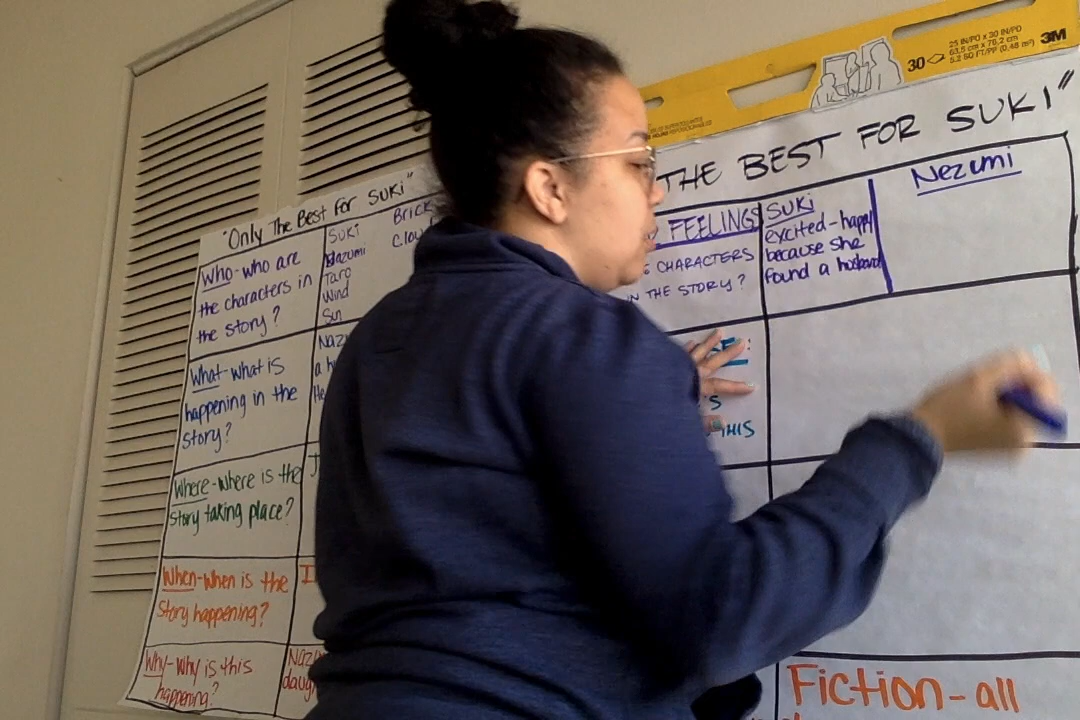 "Only The Best For SUKI"
Who-who are
the characters in
the story?
SUKI
Nazumi
Taro
Wind
Sun
Brick
What-what is
happening in the
story?
a h
He
Where-where is the
story taking place?
When-when is the
story happening?
Why-why is this
happening?
30
25 IN/PO x 30 IN/PO
63,5 cm x 76,2 cm
5.2 SQ FT/PP (0,48 m²)
3M
THE BEST FOR SUKI"
FEELINGS
CHARACTERS
IN THE STORY?
SUKI
excited-happy
because she
found a husband
Nezumi
THIS
Fiction-all